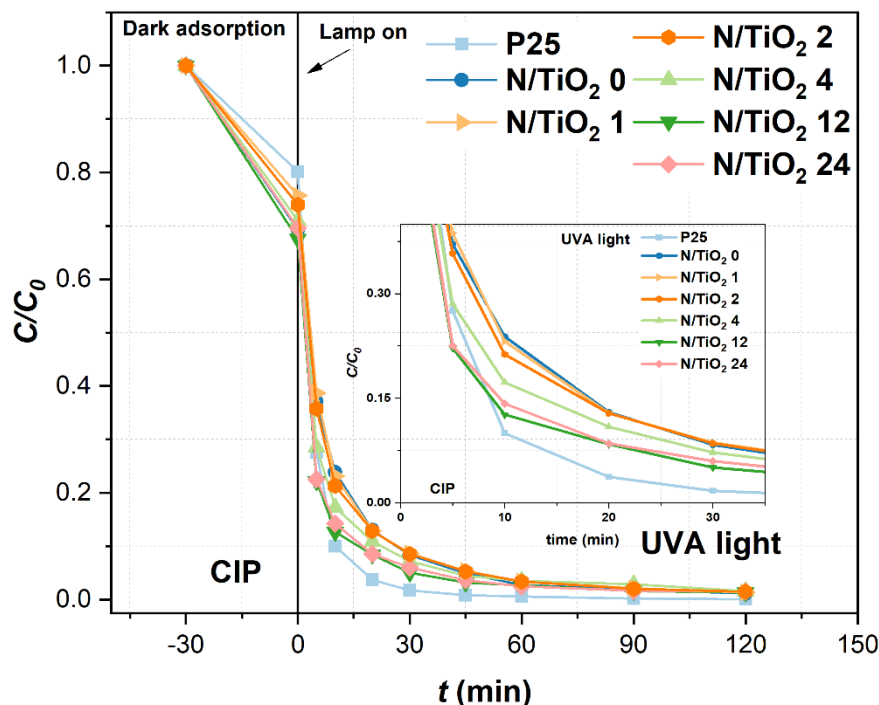 Dark adsorption
Lamp on
P25
N/TiO₂ 0
N/TiO₂ 1
N/TiO₂ 2
N/TiO₂ 4
N/TiO₂ 12
N/TiO₂ 24
1.0
0.8
0.6
0.4
0.2
0.0
C/C₀
UVA light
P25
N/TiO₂ 0
N/TiO₂ 1
N/TiO₂ 2
N/TiO₂ 4
N/TiO₂ 12
N/TiO₂ 24
0.30
0.15
0.00
C/C₀
CIP
0
10
20
30
time (min)
CIP
UVA light
-30
0
30
60
90
120
150
t (min)